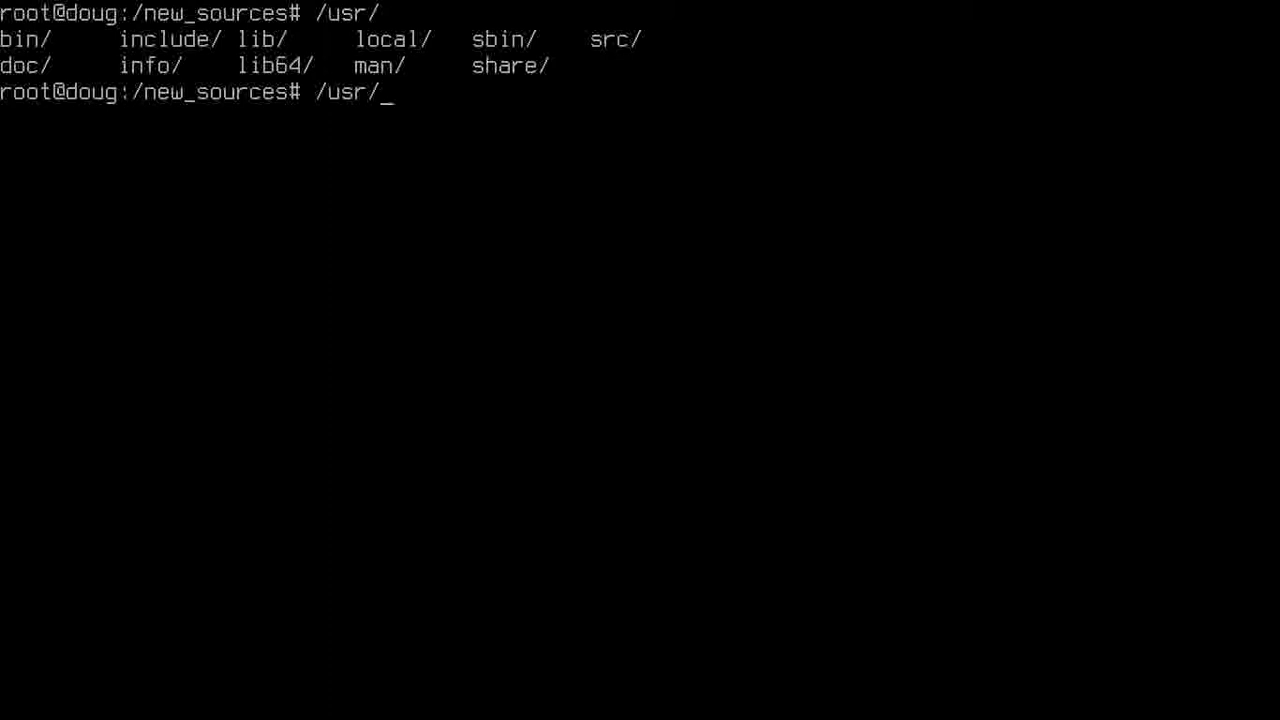 root@doug:/new_sources# /usr/
bin/ include/ lib/ local/ sbin/ src/
doc/ info/ lib64/ man/ share/
root@doug:/new_sources# /usr/_